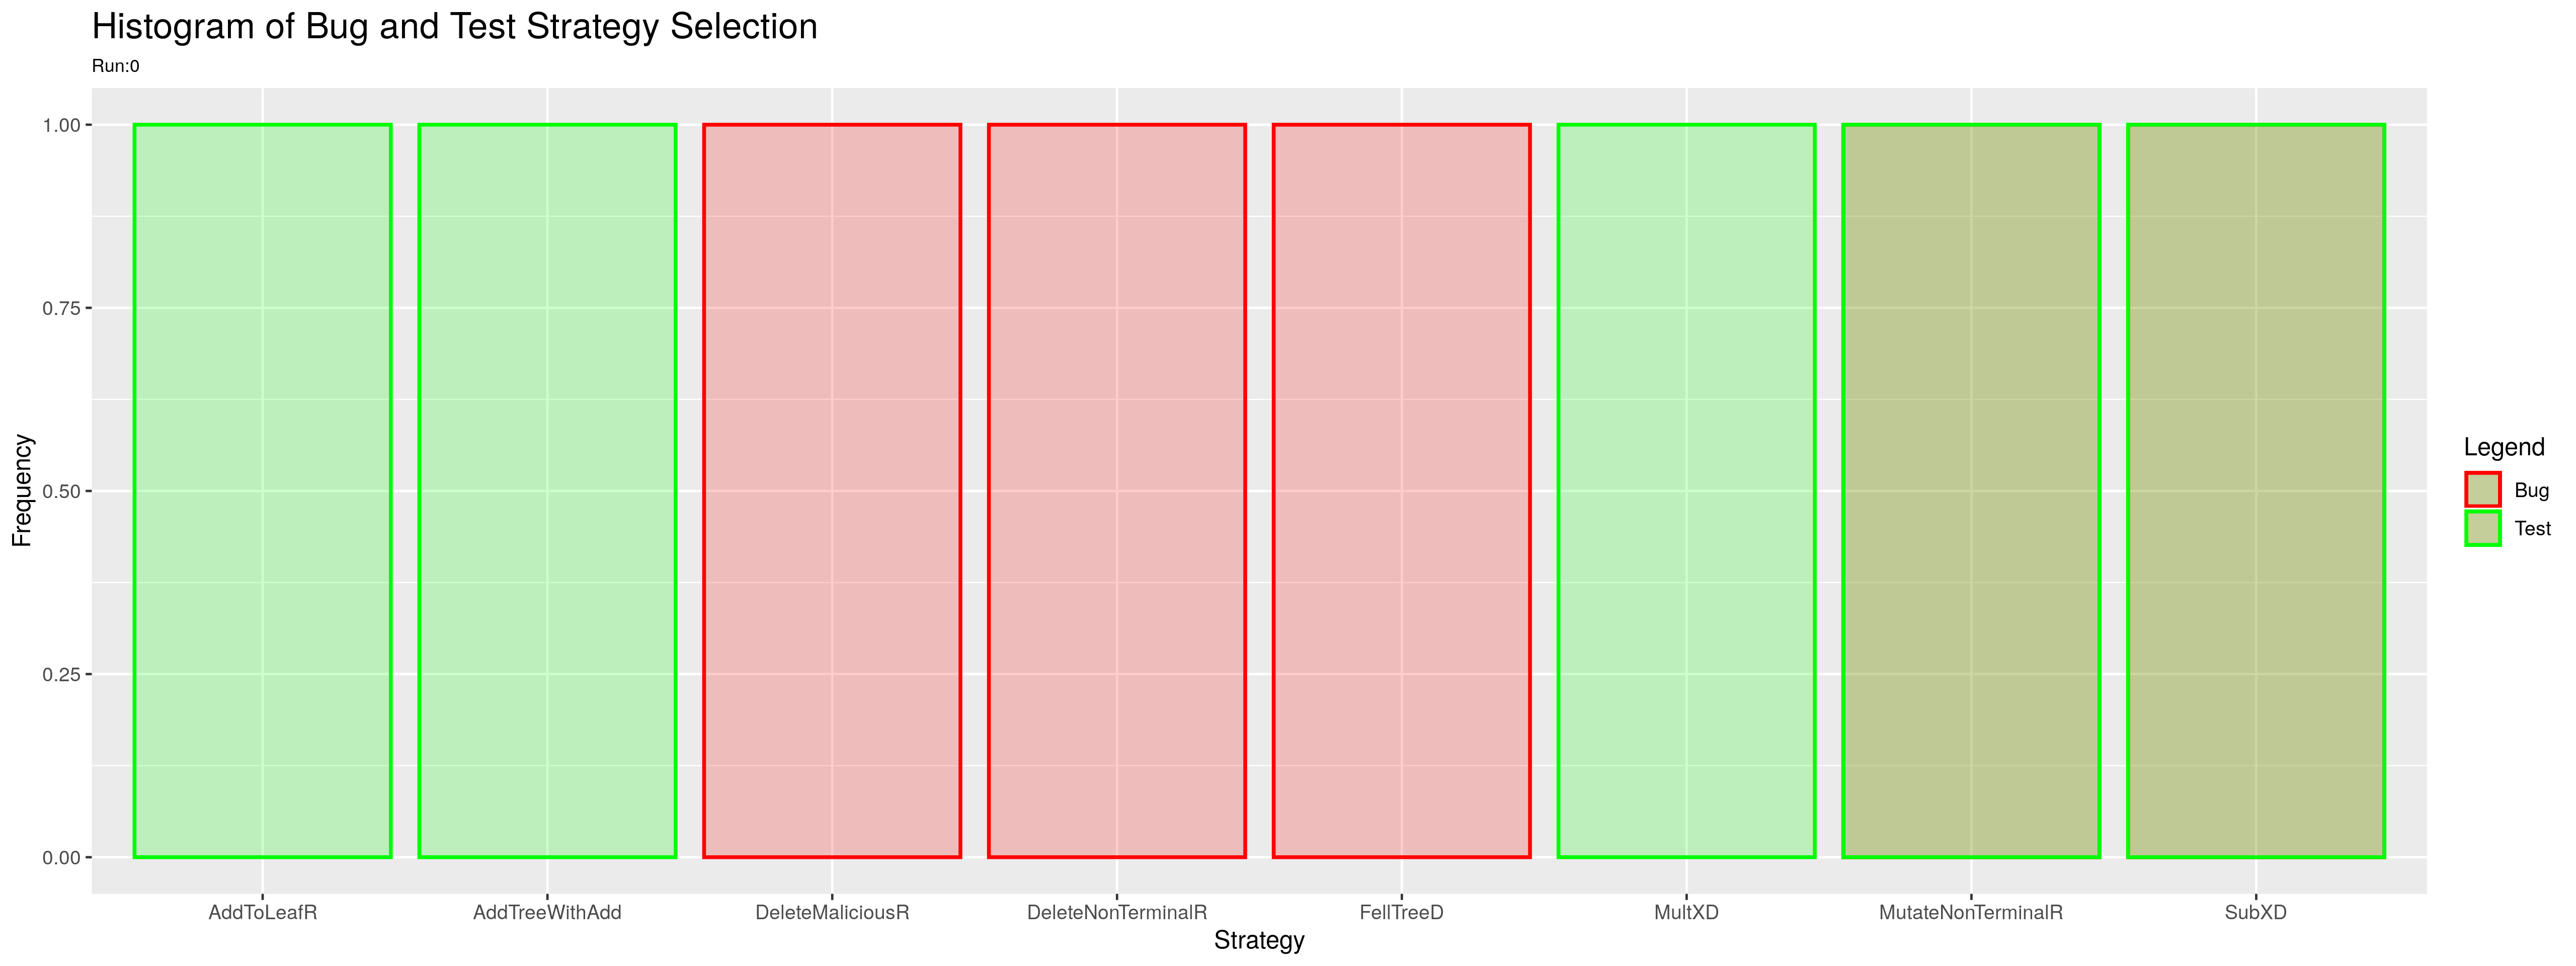 Histogram of Bug and Test Strategy Selection
Run:0
Frequency
1.00
0.75
0.50
0.25
0.00
AddToLeafR
AddTreeWithAdd
DeleteMaliciousR
DeleteNonTerminalR
FellTreeD
MultXD
MutateNonTerminalR
SubXD
Strategy
Legend
Bug
Test